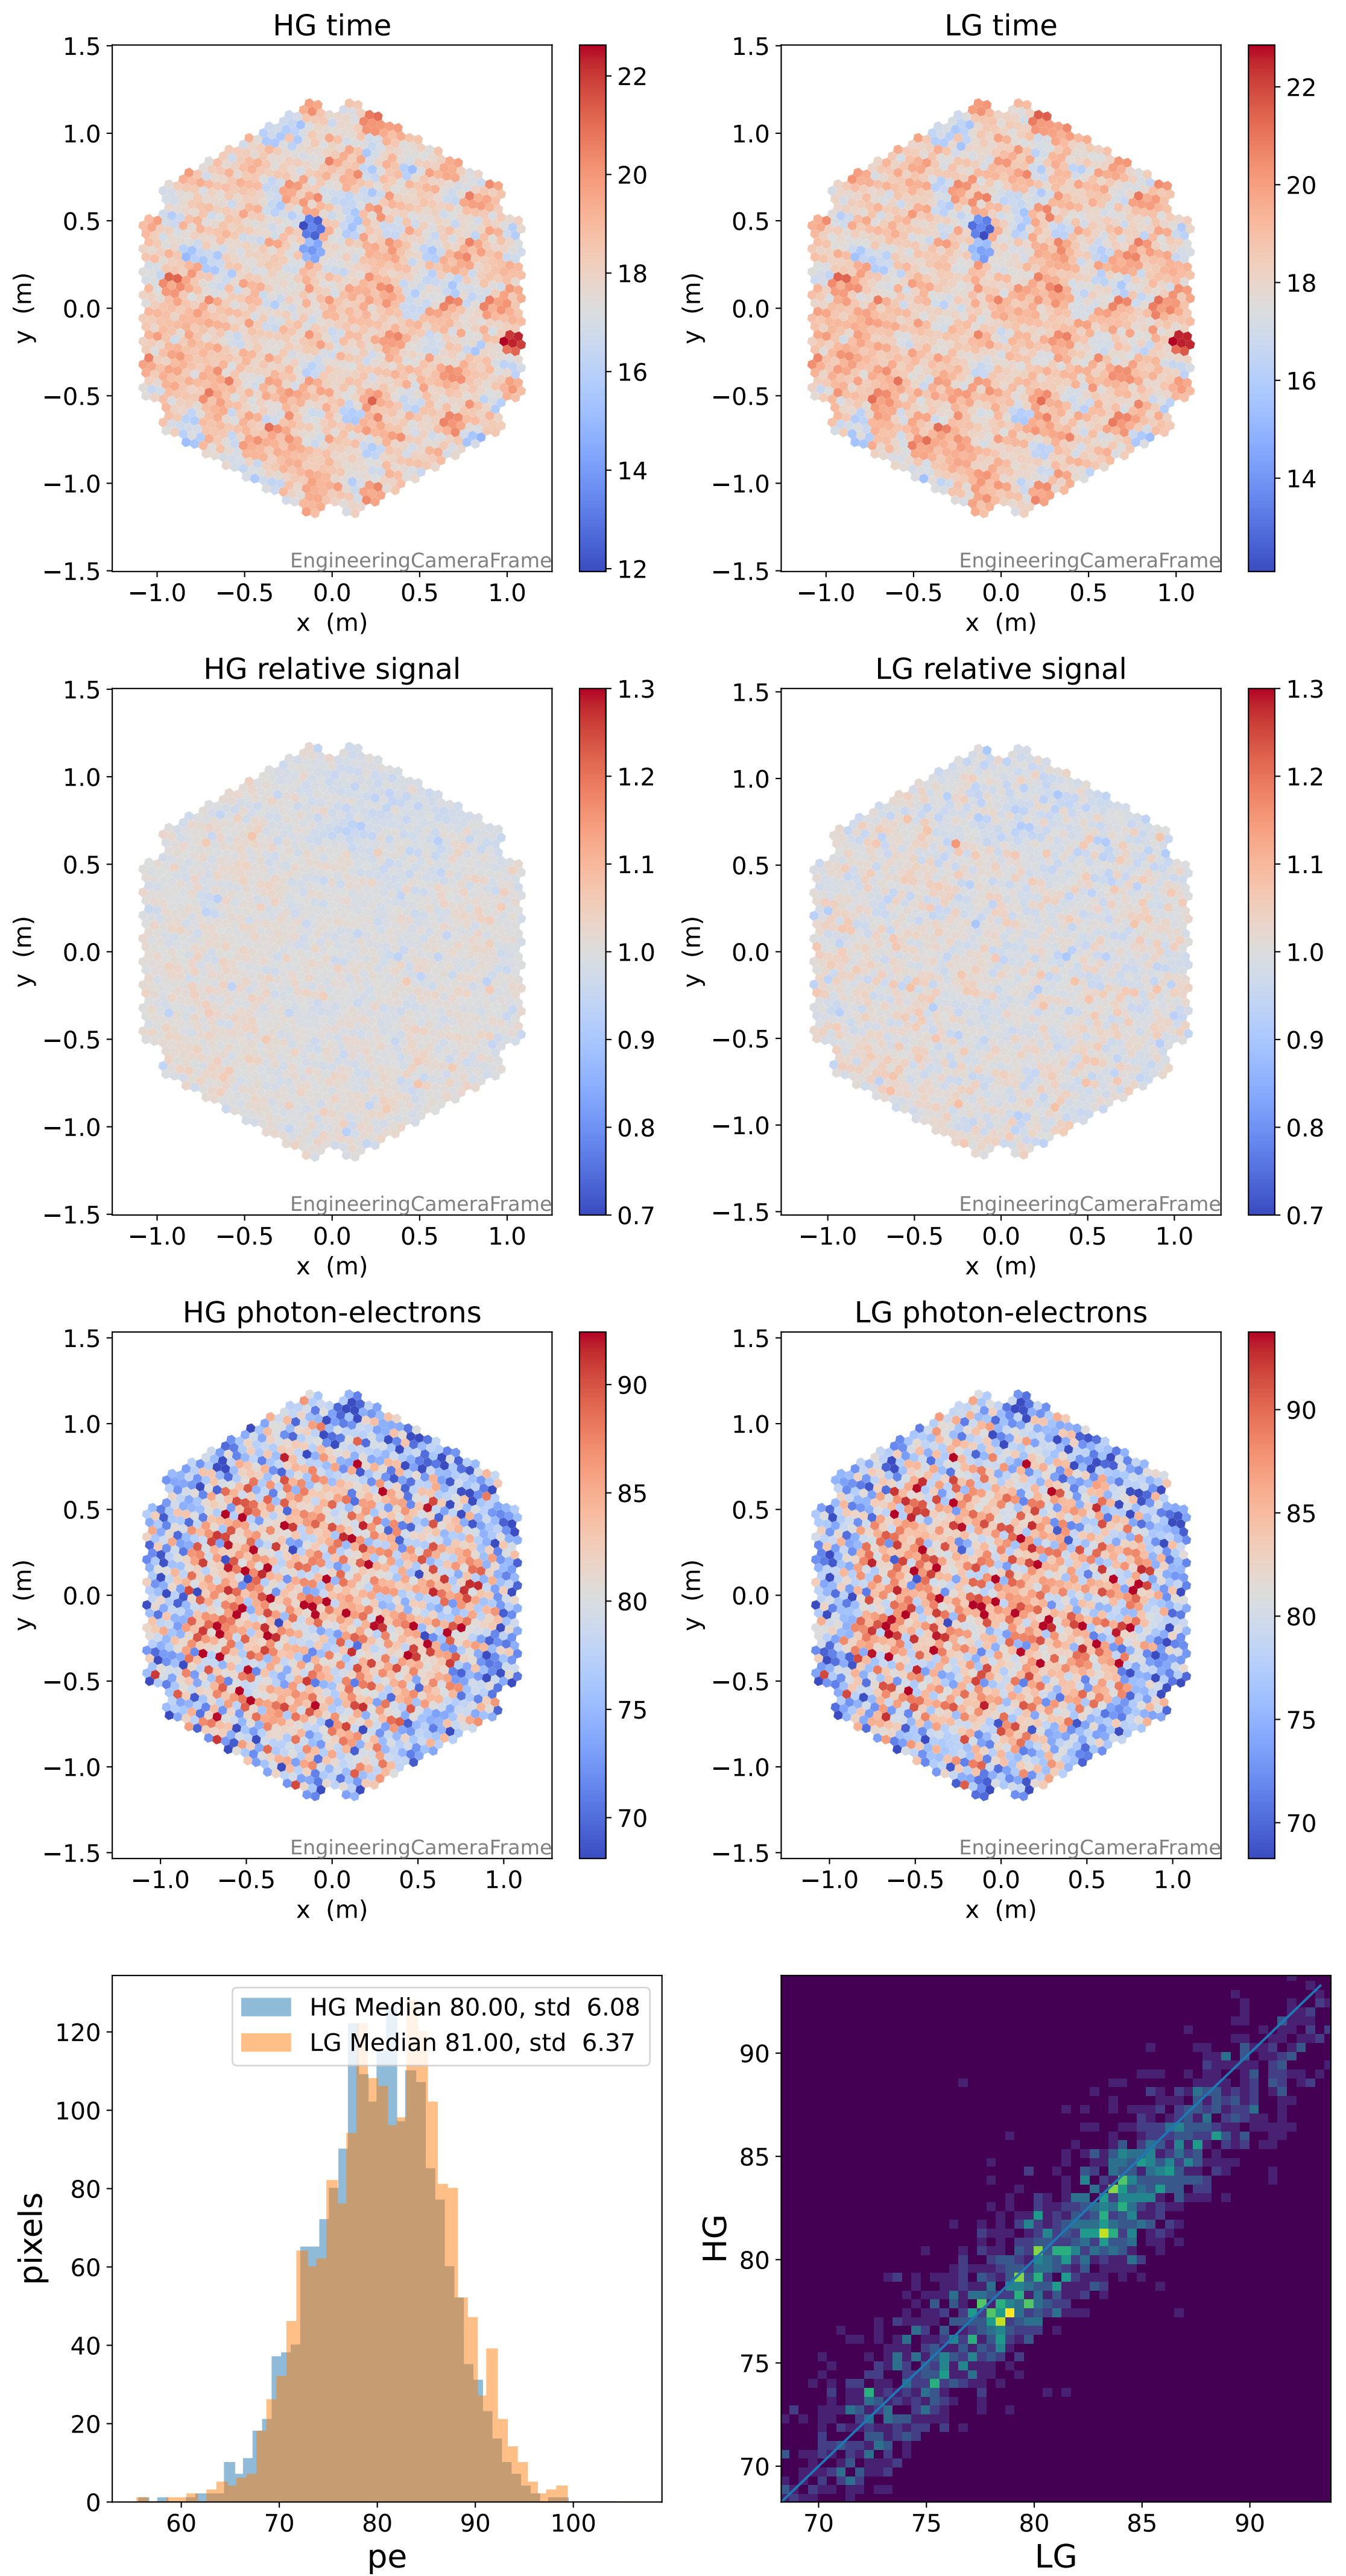 HG time
LG time
1.5
1.0
0.5
0.0
−0.5
−1.0
−1.5
y (m)
−1.0 −0.5 0.0 0.5 1.0
x (m)
EngineeringCameraFrame
22
20
18
16
14
12
1.5
1.0
0.5
0.0
−0.5
−1.0
−1.5
y (m)
−1.0 −0.5 0.0 0.5 1.0
x (m)
EngineeringCameraFrame
22
20
18
16
14
HG relative signal
LG relative signal
1.5
1.0
0.5
0.0
−0.5
−1.0
−1.5
y (m)
−1.0 −0.5 0.0 0.5 1.0
x (m)
EngineeringCameraFrame
1.3
1.2
1.1
1.0
0.9
0.8
0.7
1.5
1.0
0.5
0.0
−0.5
−1.0
−1.5
y (m)
−1.0 −0.5 0.0 0.5 1.0
x (m)
EngineeringCameraFrame
1.3
1.2
1.1
1.0
0.9
0.8
0.7
HG photon-electrons
LG photon-electrons
1.5
1.0
0.5
0.0
−0.5
−1.0
−1.5
y (m)
−1.0 −0.5 0.0 0.5 1.0
x (m)
EngineeringCameraFrame
90
85
80
75
70
1.5
1.0
0.5
0.0
−0.5
−1.0
−1.5
y (m)
−1.0 −0.5 0.0 0.5 1.0
x (m)
EngineeringCameraFrame
90
85
80
75
70
HG Median 80.00, std 6.08
LG Median 81.00, std 6.37
120
100
80
60
40
20
0
pixels
60 70 80 90 100
pe
90
85
80
75
70
HG
70 75 80 85 90
LG